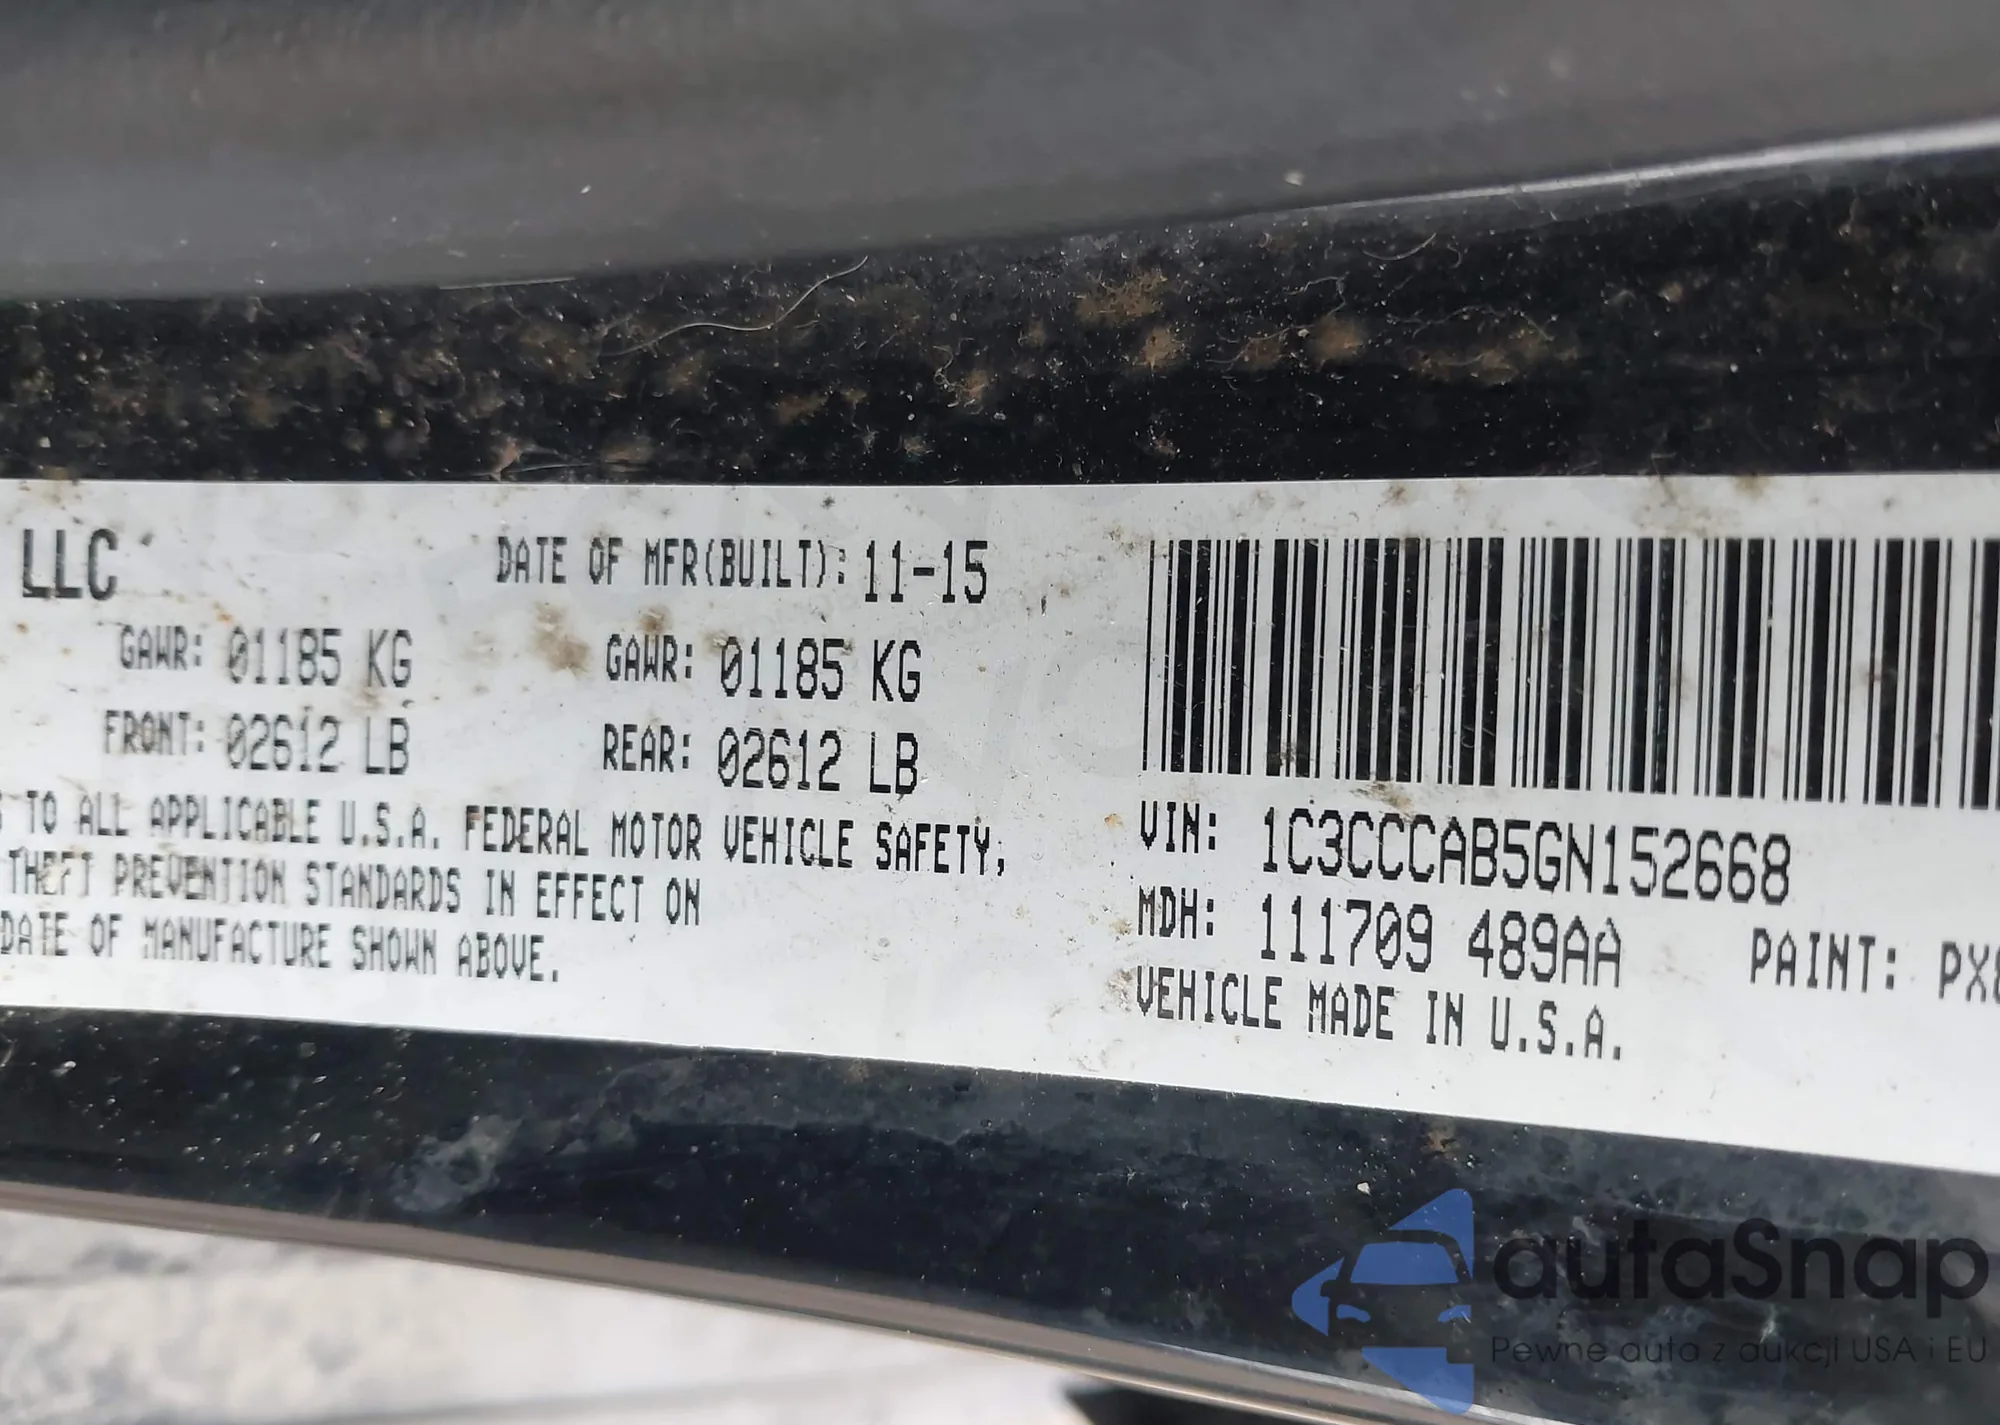 LLC DATE OF MFR(BUILT): 11-15
GAWR: 01185 KG GAWR: 01185 KG
FRONT: 02612 LB REAR: 02612 LB
TO ALL APPLICABLE U.S.A. FEDERAL MOTOR VEHICLE SAFETY,
THEFT PREVENTION STANDARDS IN EFFECT ON
DATE OF MANUFACTURE SHOWN ABOVE.
VIN: 1C3CCCAB5GN152668
MDH: 111709 489AA PAINT:
VEHICLE MADE IN U.S.A.
autaSnap
Pewne auta z aukcji USA i EU